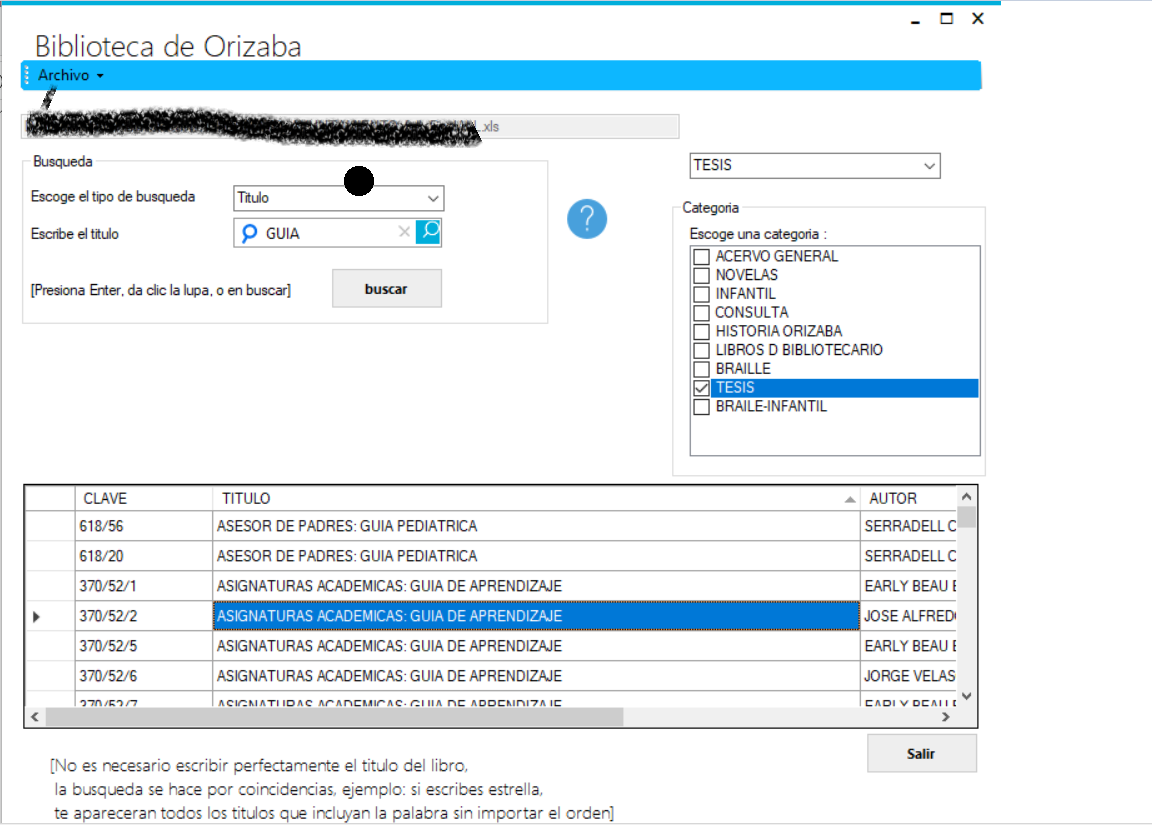 Biblioteca de Orizaba
Archivo
.xls
Busqueda
Escoge el tipo de busqueda
Titulo
Escribe el titulo
GUIA
[Presiona Enter, da clic la lupa, o en buscar]
buscar
?
TESIS
Categoria
Escoge una categoria :
ACERVO GENERAL
NOVELAS
INFANTIL
CONSULTA
HISTORIA ORIZABA
LIBROS D BIBLIOTECARIO
BRAILLE
TESIS
BRAILE-INFANTIL
CLAVE TITULO AUTOR
618/56 ASESOR DE PADRES: GUIA PEDIATRICA SERRADELL C
618/20 ASESOR DE PADRES: GUIA PEDIATRICA SERRADELL C
370/52/1 ASIGNATURAS ACADEMICAS: GUIA DE APRENDIZAJE EARLY BEAU E
370/52/2 ASIGNATURAS ACADEMICAS: GUIA DE APRENDIZAJE JOSE ALFRED
370/52/5 ASIGNATURAS ACADEMICAS: GUIA DE APRENDIZAJE EARLY BEAU E
370/52/6 ASIGNATURAS ACADEMICAS: GUIA DE APRENDIZAJE JORGE VELAS
370/52/7 ASIGNATURAS ACADEMICAS: GUIA DE APRENDIZAJE EARLY BEAU E
Salir
[No es necesario escribir perfectamente el titulo del libro,
la busqueda se hace por coincidencias, ejemplo: si escribes estrella,
te apareceran todos los titulos que incluyan la palabra sin importar el orden]